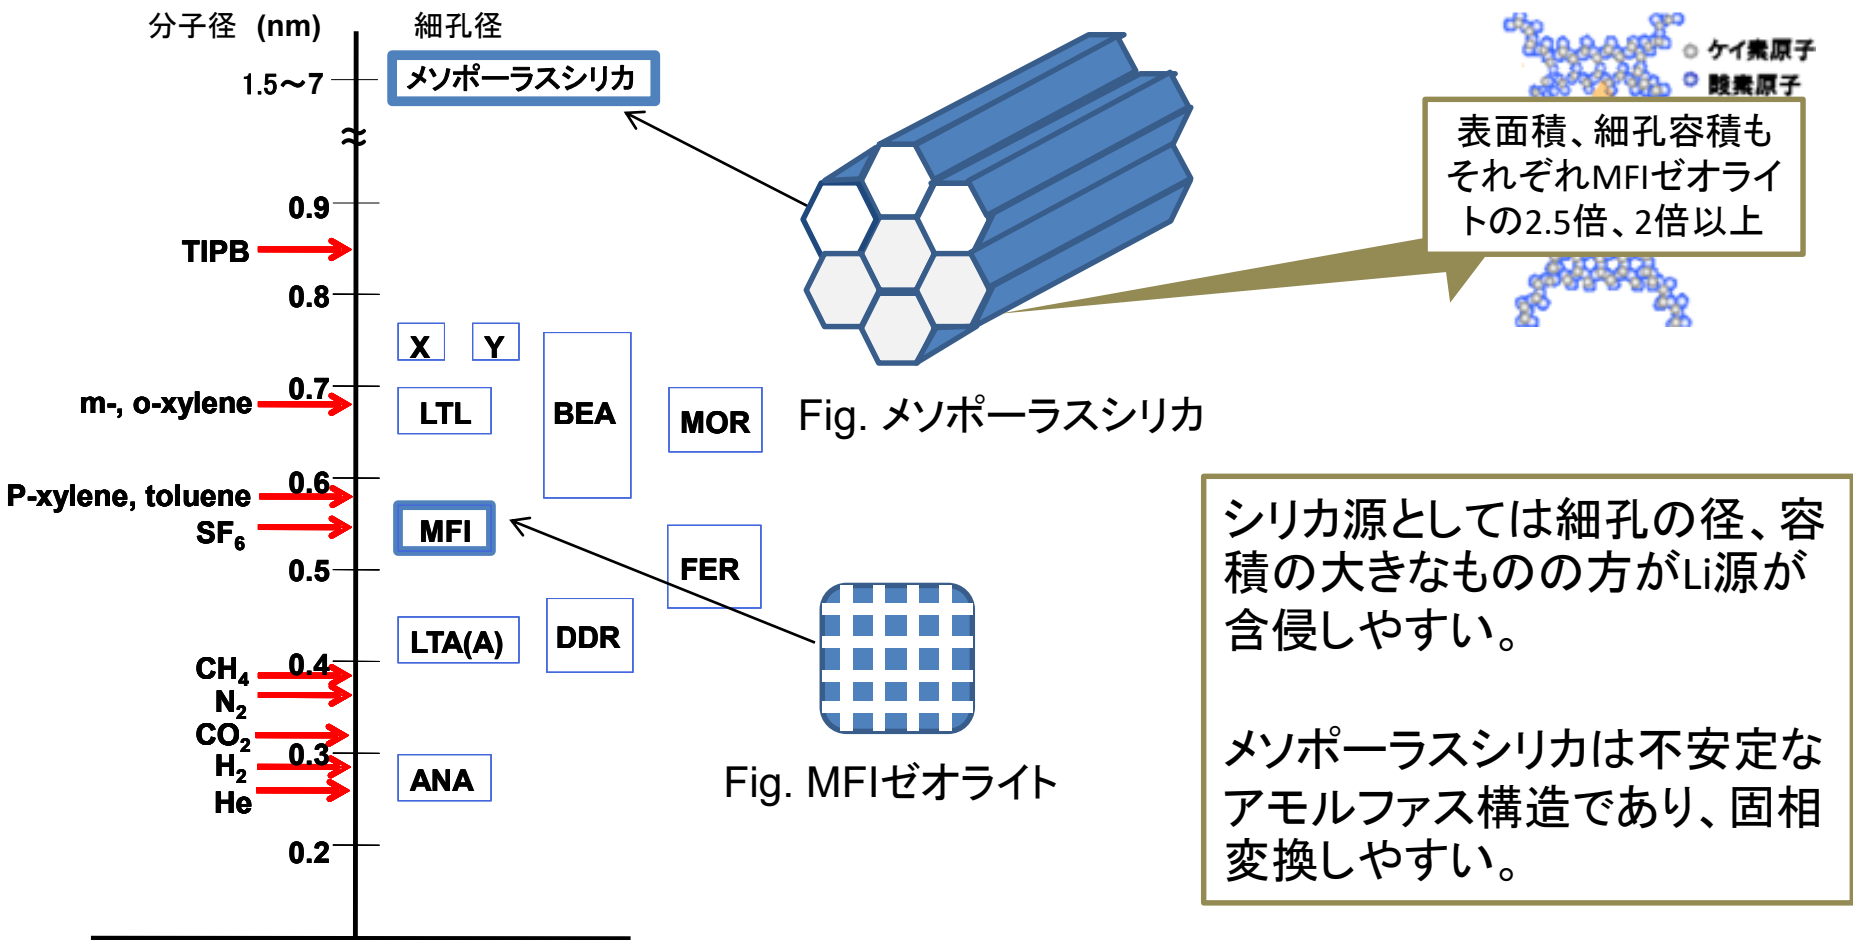 分子径 (nm)
細孔径
1.5～7
メソポーラスシリカ
0.9
TIPB
0.8
X
Y
0.7
m-, o-xylene
LTL
BEA
MOR
0.6
P-xylene, toluene
SF6
MFI
0.5
FER
LTA(A)
DDR
0.4
CH4
N2
CO2
0.3
H2
He
ANA
0.2
Fig. メソポーラスシリカ
Fig. MFIゼオライト
ケイ素原子
酸素原子
表面積、細孔容積も
それぞれMFIゼオライ
トの2.5倍、2倍以上
シリカ源としては細孔の径、容
積の大きなものの方がLi源が
含侵しやすい。
メソポーラスシリカは不安定な
アモルファス構造であり、固相
変換しやすい。